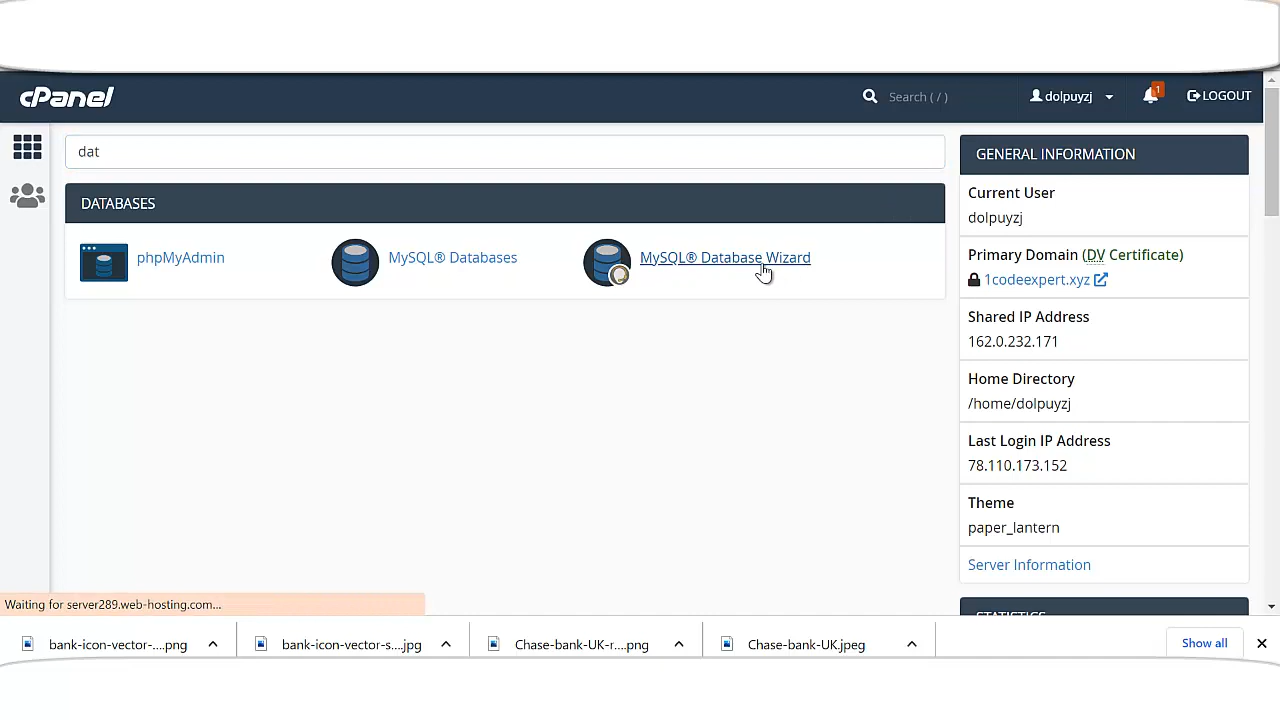 cPanel
Search ( / )
dolpuyzj
1
LOGOUT
dat
DATABASES
phpMyAdmin
MySQL® Databases
MySQL® Database Wizard
GENERAL INFORMATION
Current User
dolpuyzj
Primary Domain (DV Certificate)
1codeexpert.xyz
Shared IP Address
162.0.232.171
Home Directory
/home/dolpuyzj
Last Login IP Address
78.110.173.152
Theme
paper_lantern
Server Information
STATISTICS
Waiting for server289.web-hosting.com...
bank-icon-vector-....png
bank-icon-vector-s....jpg
Chase-bank-UK-r....png
Chase-bank-UK.jpeg
Show all